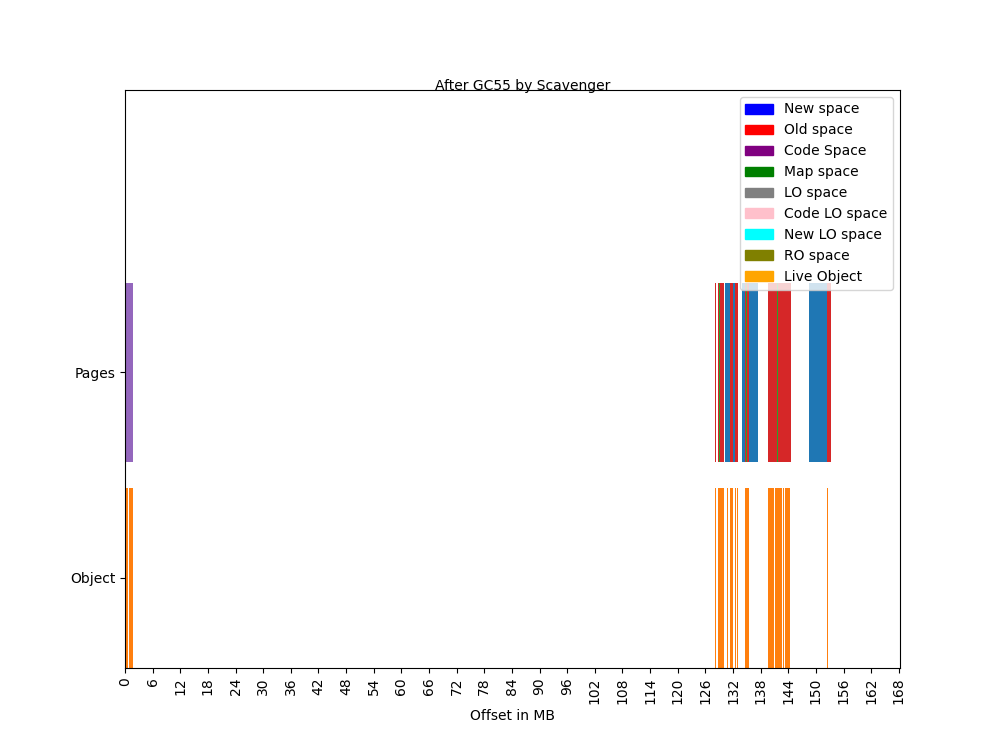 After GC55 by Scavenger
New space
Old space
Code Space
Map space
LO space
Code LO space
New LO space
RO space
Live Object
Pages
Object
0 6 12 18 24 30 36 42 48 54 60 66 72 78 84 90 96 102 108 114 120 126 132 138 144 150 156 162 168
Offset in MB